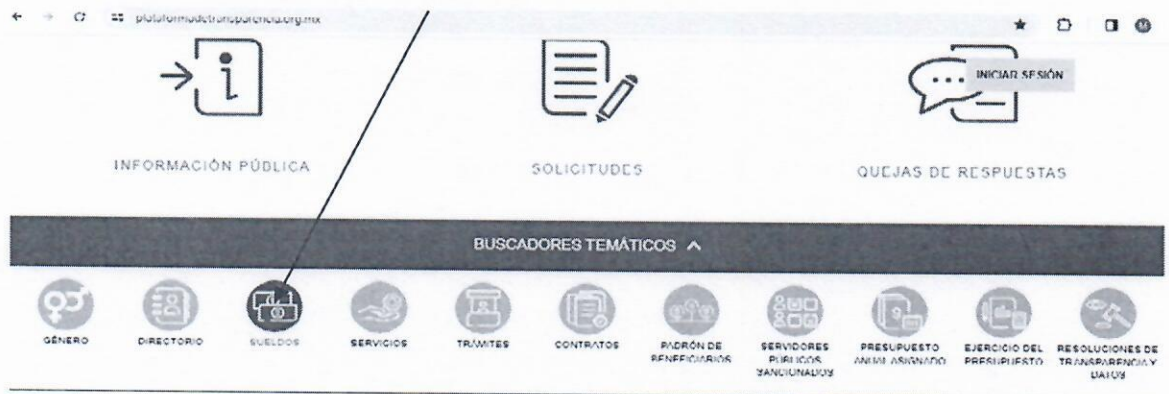 plataformadetransparencia.org.mx
INICIAR SESIÓN
INFORMACIÓN PÚBLICA
SOLICITUDES
QUEJAS DE RESPUESTAS
BUSCADORES TEMÁTICOS
GÉNERO
DIRECTORIO
SUELDOS
SERVICIOS
TRÁMITES
CONTRATOS
PADRÓN DE
BENEFICIARIOS
SERVIDORES
PÚBLICOS
SANCIONADOS
PRESUPUESTO
ANUAL ASIGNADO
EJERCICIO DEL
PRESUPUESTO
RESOLUCIONES DE
TRANSPARENCIA Y
DATOS